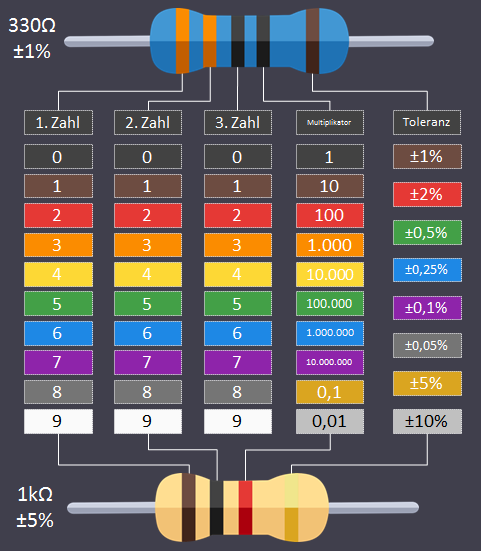 330Ω
±1%
1. Zahl 2. Zahl 3. Zahl Multiplikator Toleranz
0 0 0 1 ±1%
1 1 1 10
2 2 2 100 ±2%
3 3 3 1.000 ±0,5%
4 4 4 10.000 ±0,25%
5 5 5 100.000 ±0,1%
6 6 6 1.000.000 ±0,05%
7 7 7 10.000.000
8 8 8 0,1 ±5%
9 9 9 0,01 ±10%
1kΩ
±5%